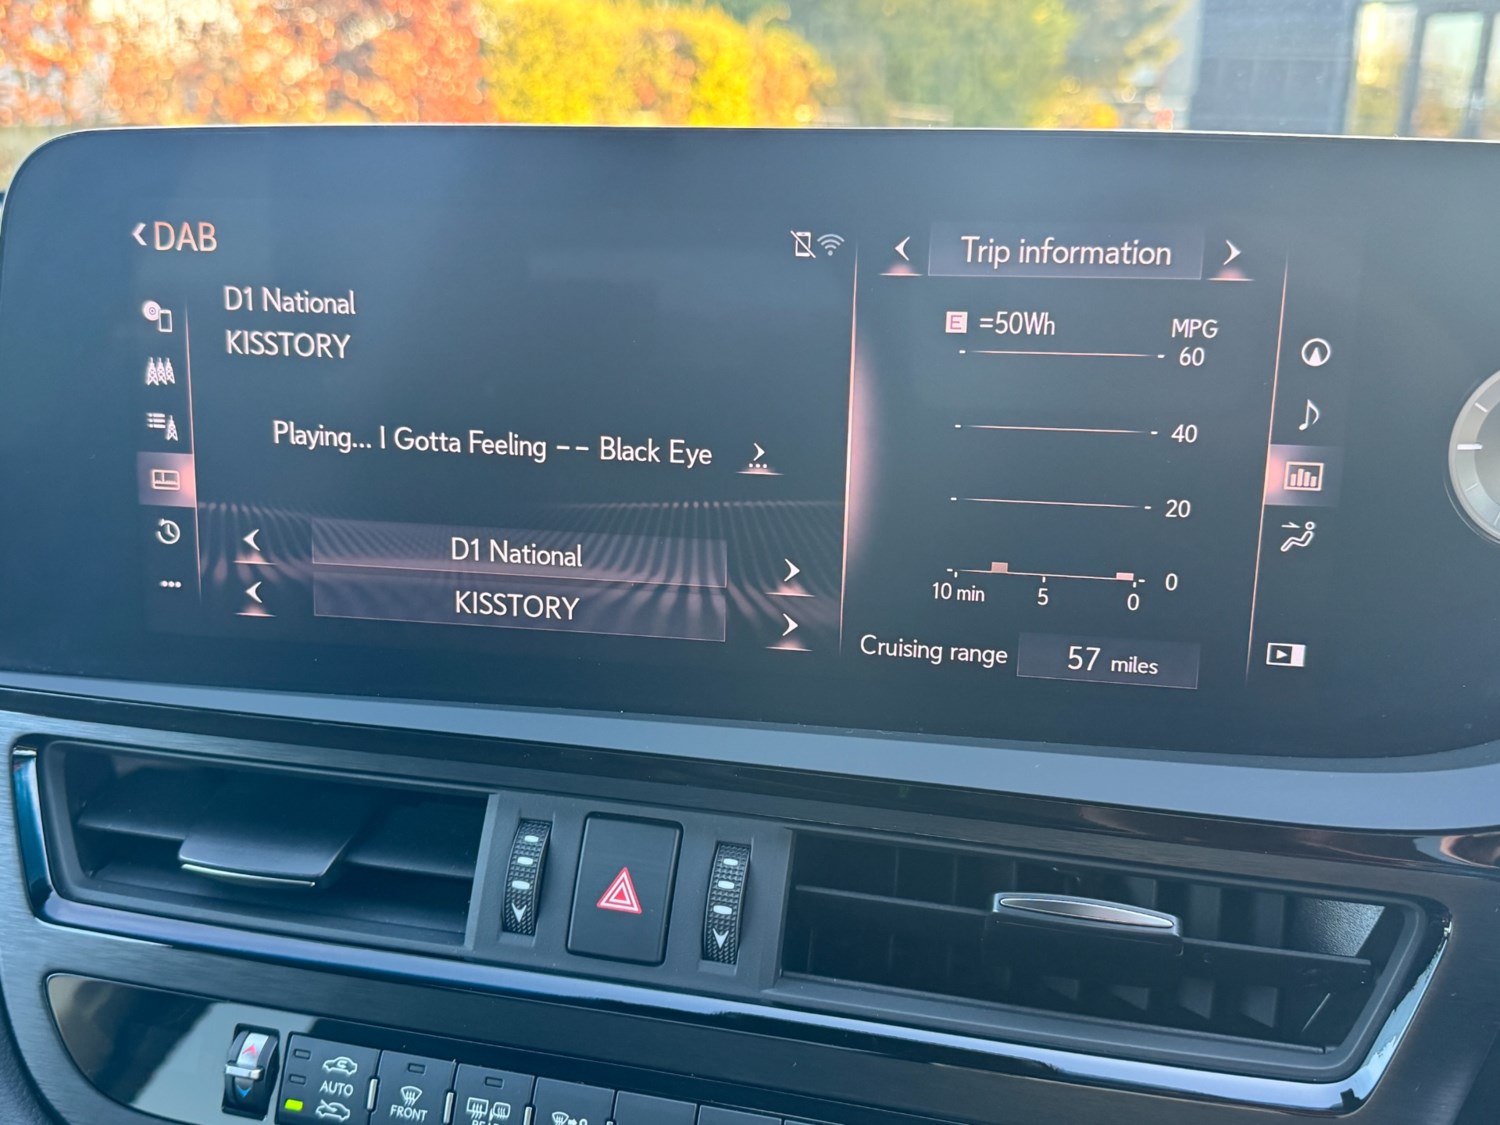 DAB
D1 National
KISSTORY
Playing... I Gotta Feeling -- Black Eye
D1 National
KISSTORY
Trip information
E =50Wh
MPG
60
40
20
0
10 min 5 0
Cruising range 57 miles
AUTO
FRONT